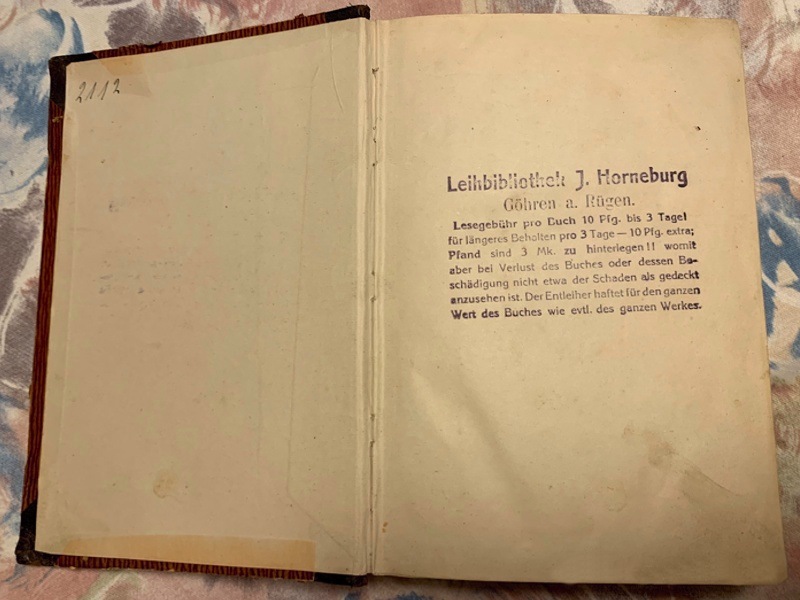 2112
Leihbibliothek J. Horneburg
Göhren a. Rügen.
Lesegebühr pro Buch 10 Pfg. bis 3 Tage!
für längeres Behalten pro 3 Tage — 10 Pfg. extra;
Pfand sind 3 Mk. zu hinterlegen!! womit
aber bei Verlust des Buches oder dessen Be-
schädigung nicht etwa der Schaden als gedeckt
anzusehen ist. Der Entleiher haftet für den ganzen
Wert des Buches wie evtl. des ganzen Werkes.